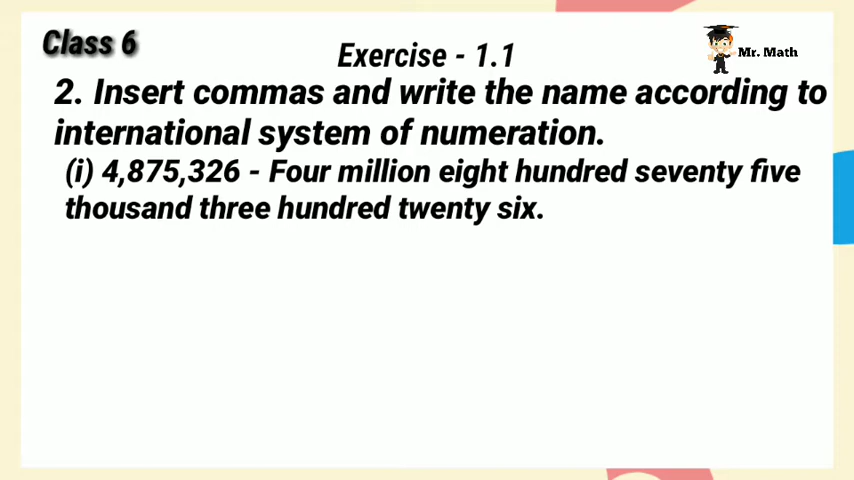 Class 6
Exercise - 1.1
Mr. Math
2. Insert commas and write the name according to
international system of numeration.
(i) 4,875,326 - Four million eight hundred seventy five
thousand three hundred twenty six.